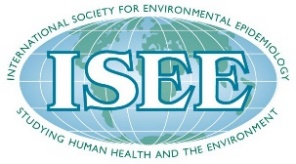 INTERNATIONAL SOCIETY FOR ENVIRONMENTAL EPIDEMIOLOGY
ISEE
STUDYING HUMAN HEALTH AND THE ENVIRONMENT